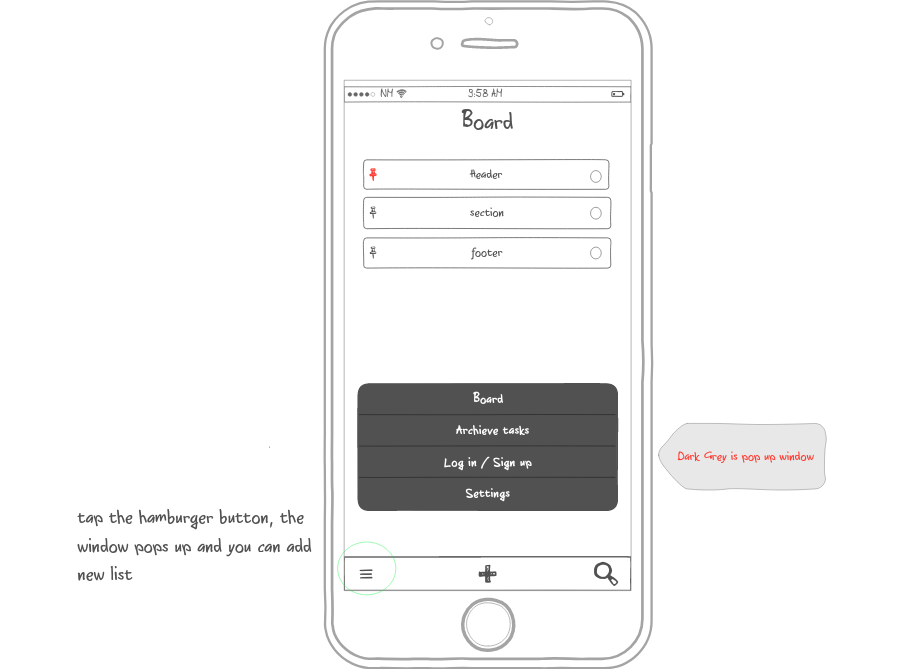 NM 9:58 AM
Board
Header
section
footer
Board
Archieve tasks
Log in / Sign up
Settings
Dark Grey is pop up window
tap the hamburger button, the
window pops up and you can add
new list